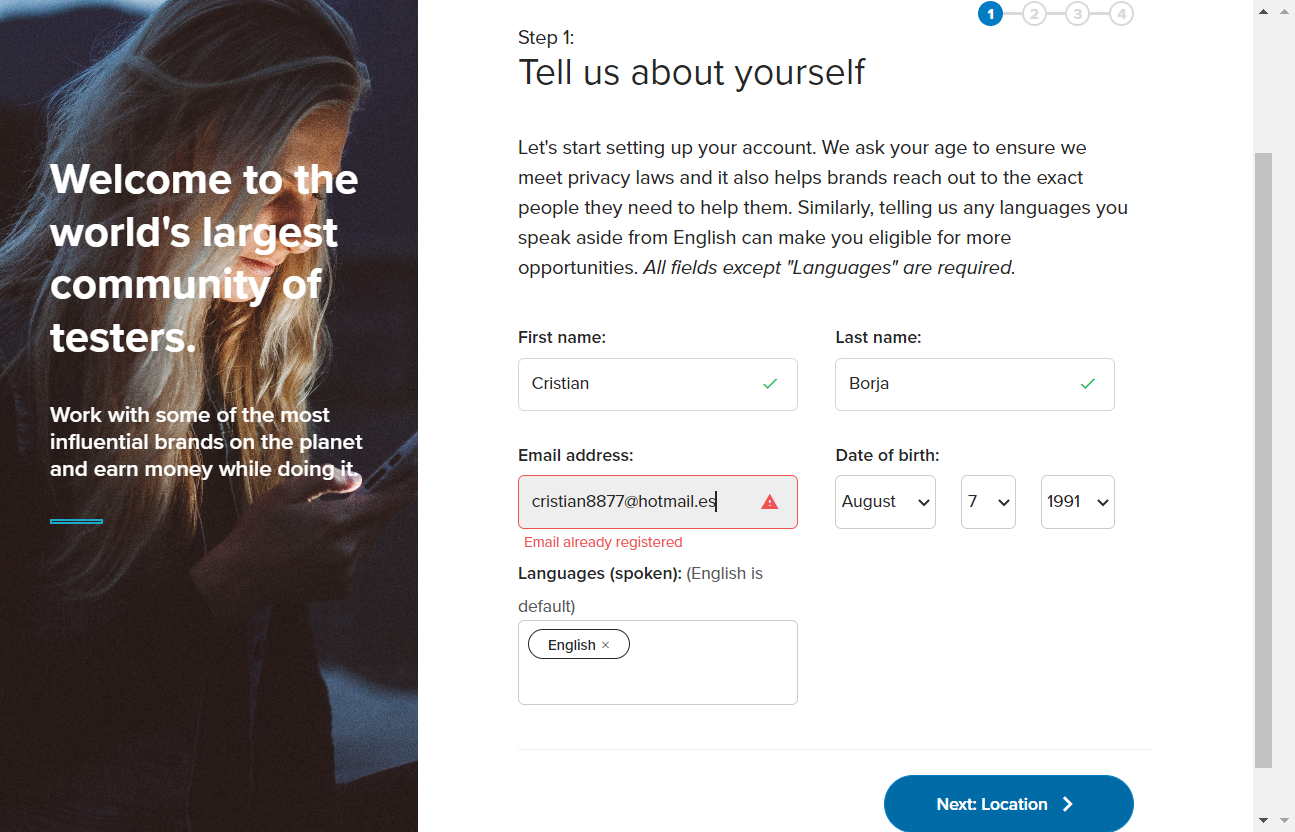 Welcome to the
world's largest
community of
testers.
Work with some of the most
influential brands on the planet
and earn money while doing it.
1 2 3 4
Step 1:
Tell us about yourself
Let's start setting up your account. We ask your age to ensure we
meet privacy laws and it also helps brands reach out to the exact
people they need to help them. Similarly, telling us any languages you
speak aside from English can make you eligible for more
opportunities. All fields except "Languages" are required.
First name:
Last name:
Cristian
Borja
Email address:
Date of birth:
cristian8877@hotmail.es
August 7 1991
Email already registered
Languages (spoken): (English is
default)
English ×
Next: Location